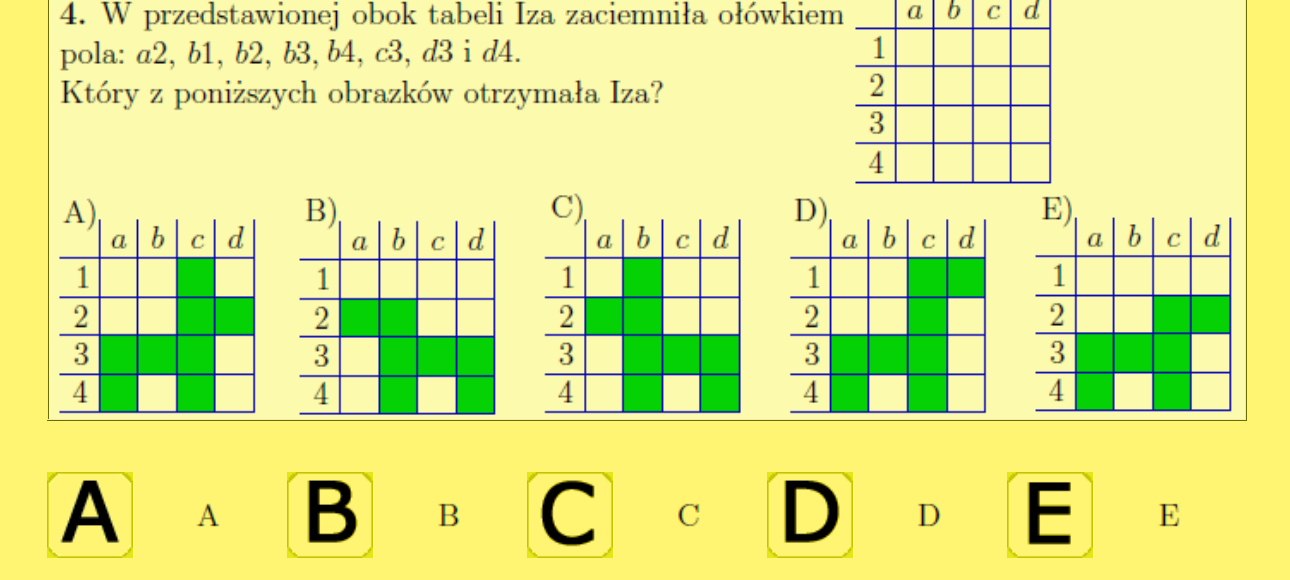 4. W przedstawionej obok tabeli Iza zaciemniła ołówkiem
pola: a2, b1, b2, b3, b4, c3, d3 i d4.
Który z poniższych obrazków otrzymała Iza?
a b c d
1
2
3
4
A)
a b c d
1
2
3
4
B)
a b c d
1
2
3
4
C)
a b c d
1
2
3
4
D)
a b c d
1
2
3
4
E)
a b c d
1
2
3
4
A A B B C C D D E E